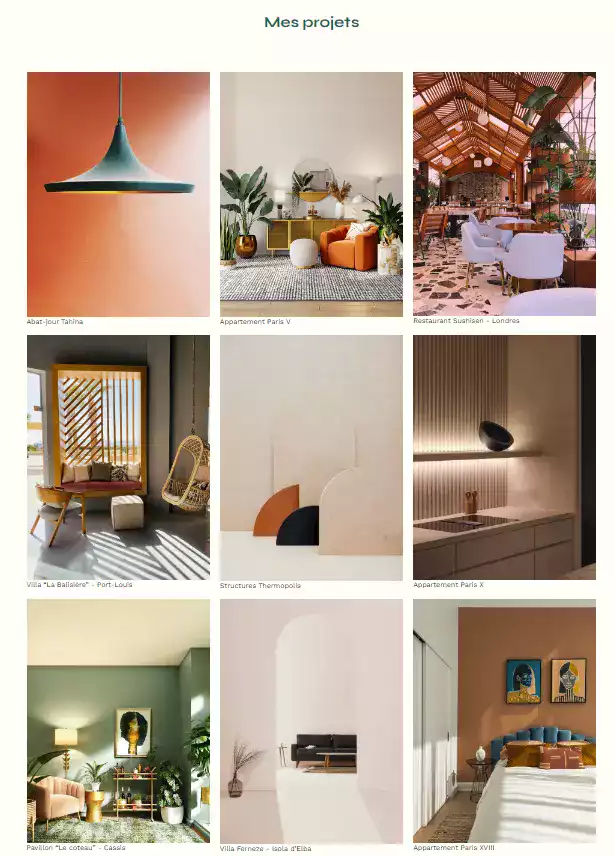 Mes projets
Abat-jour Tahina
Appartement Paris V
Restaurant Sushisen - Londres
Villa "La Balisière" - Port-Louis
Structures Thermopolis
Appartement Paris X
Pavillon "Le coteau" - Cassis
Villa Ferneze - Isola d'Elba
Appartement Paris XVIII